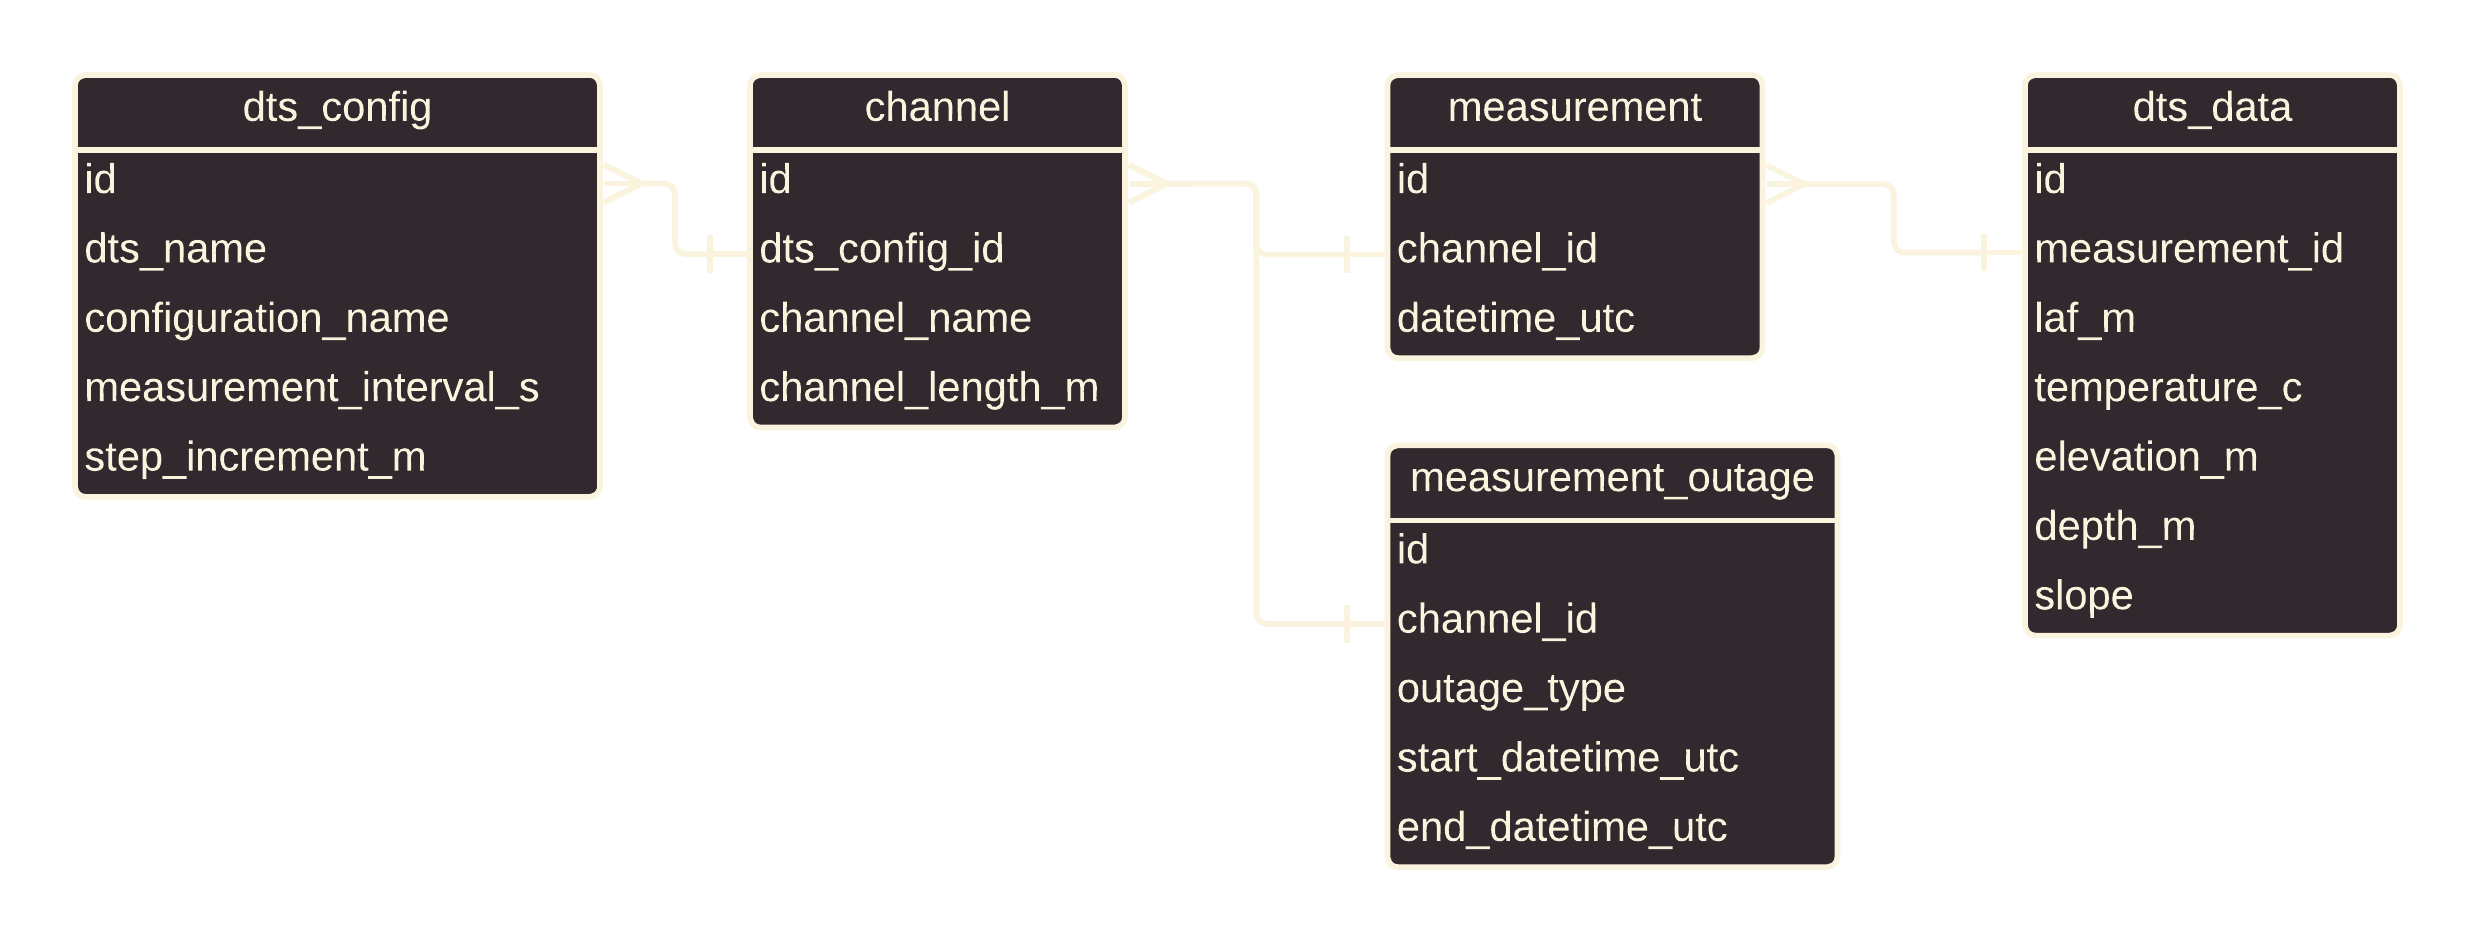 dts_config
id
dts_name
configuration_name
measurement_interval_s
step_increment_m
channel
id
dts_config_id
channel_name
channel_length_m
measurement
id
channel_id
datetime_utc
measurement_outage
id
channel_id
outage_type
start_datetime_utc
end_datetime_utc
dts_data
id
measurement_id
laf_m
temperature_c
elevation_m
depth_m
slope